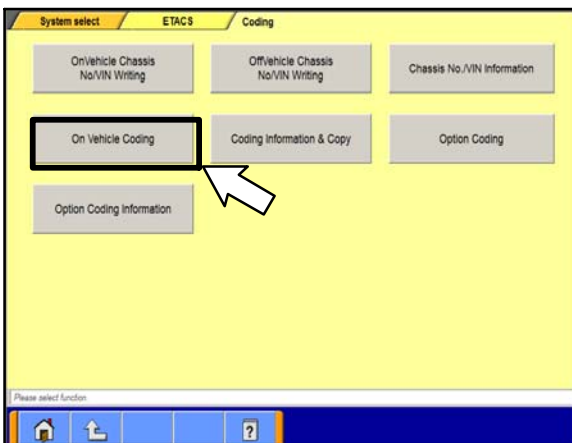 System select
ETACS
Coding
OnVehicle Chassis
No/VIN Writing
OffVehicle Chassis
No/VIN Writing
Chassis No./VIN Information
On Vehicle Coding
Coding Information & Copy
Option Coding
Option Coding Information
Please select function.
?